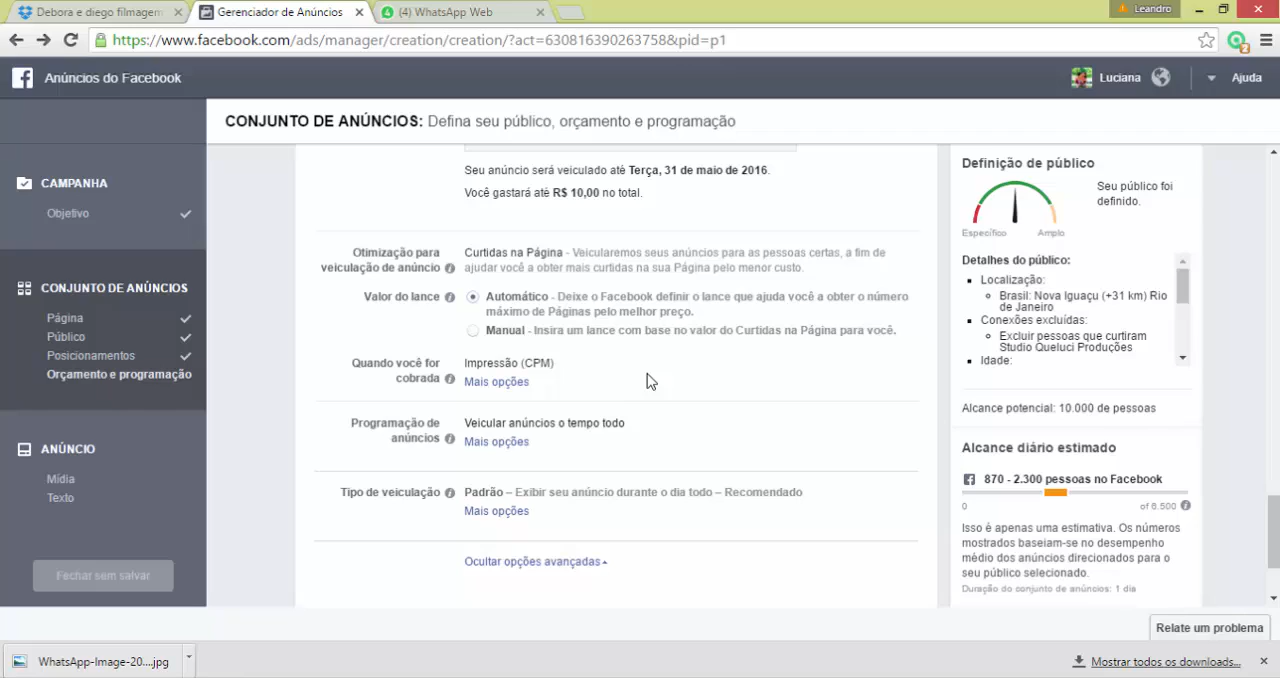 Debora e diego filmagem
Gerenciador de Anúncios
(4) WhatsApp Web
Leandro
https://www.facebook.com/ads/manager/creation/creation/?act=630816390263758&pid=p1
Anúncios do Facebook
Luciana
Ajuda
CONJUNTO DE ANÚNCIOS: Defina seu público, orçamento e programação
CAMPANHA
Objetivo
CONJUNTO DE ANÚNCIOS
Página
Público
Posicionamentos
Orçamento e programação
ANÚNCIO
Mídia
Texto
Fechar sem salvar
Seu anúncio será veiculado até Terça, 31 de maio de 2016.
Você gastará até R$ 10,00 no total.
Otimização para
veiculação de anúncio
Curtidas na Página - Veicularemos seus anúncios para as pessoas certas, a fim de
ajudar você a obter mais curtidas na sua Página pelo menor custo.
Valor do lance
Automático - Deixe o Facebook definir o lance que ajuda você a obter o número
máximo de Páginas pelo melhor preço.
Manual - Insira um lance com base no valor do Curtidas na Página para você.
Quando você for
cobrada
Impressão (CPM)
Mais opções
Programação de
anúncios
Veicular anúncios o tempo todo
Mais opções
Tipo de veiculação
Padrão – Exibir seu anúncio durante o dia todo – Recomendado
Mais opções
Ocultar opções avançadas
Definição de público
Seu público foi
definido.
Específico
Amplo
Detalhes do público:
Localização:
Brasil: Nova Iguaçu (+31 km) Rio
de Janeiro
Conexões excluídas:
Excluir pessoas que curtiram
Studio Queluci Produções
Idade:
Alcance potencial: 10.000 de pessoas
Alcance diário estimado
870 - 2.300 pessoas no Facebook
0
of 6.500
Isso é apenas uma estimativa. Os números
mostrados baseiam-se no desempenho
médio dos anúncios direcionados para o
seu público selecionado.
Duração do conjunto de anúncios: 1 dia
Relate um problema
WhatsApp-Image-20....jpg
Mostrar todos os downloads...